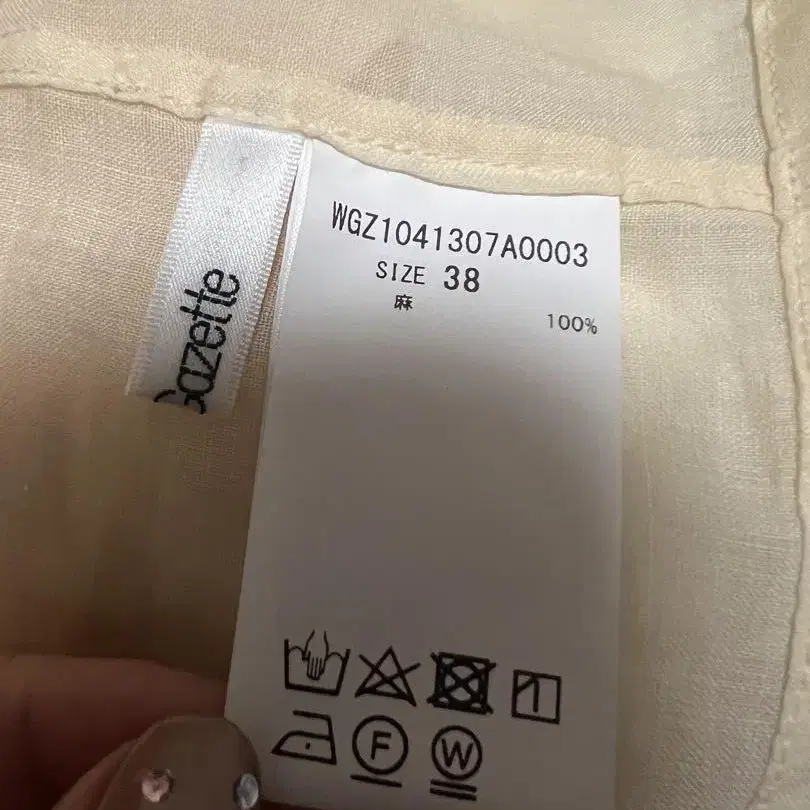 Gazette
WGZ1041307A0003
SIZE 38
麻 100%
F
W